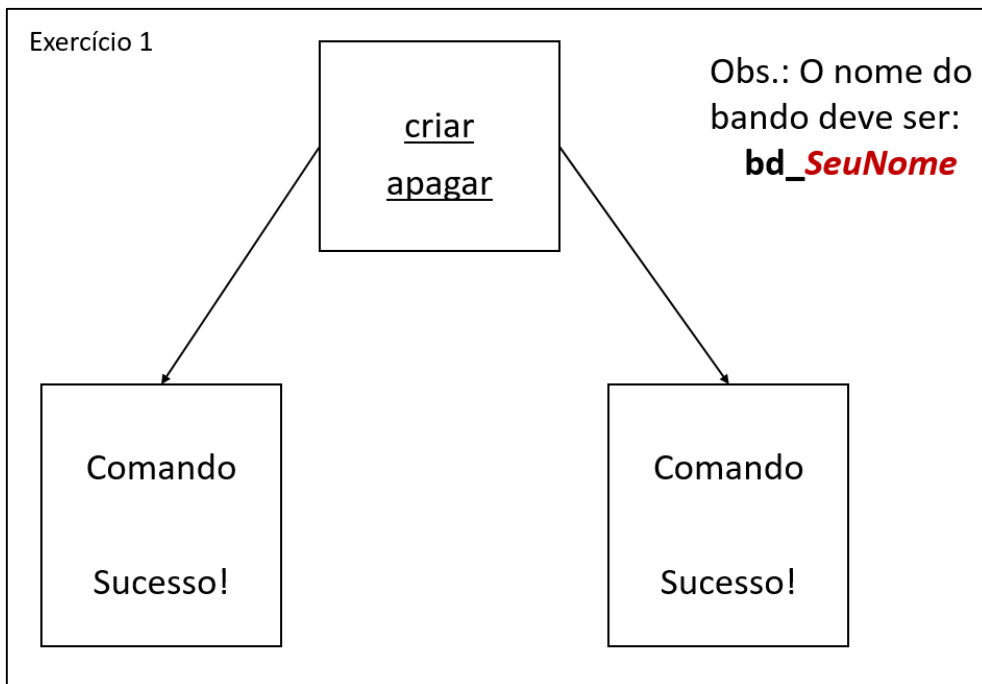 Exercício 1
criar
apagar
Obs.: O nome do
bando deve ser:
bd_SeuNome
Comando
Sucesso!
Comando
Sucesso!